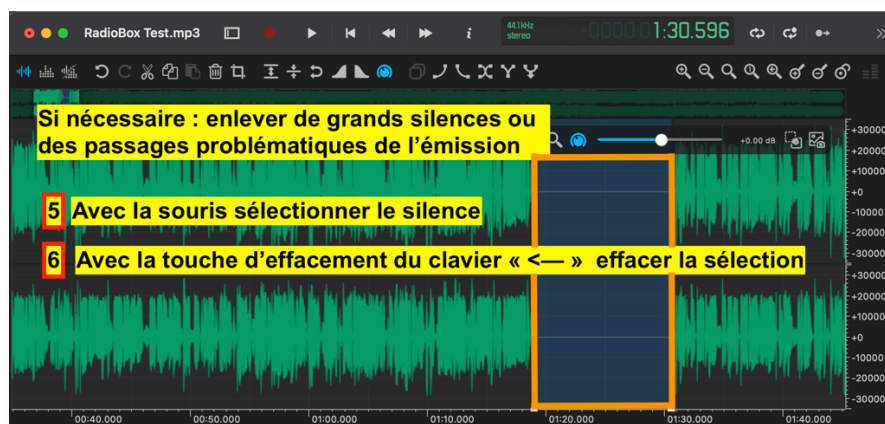 RadioBox Test.mp3
44.1kHz
stereo
-0000:01:30.596
Si nécessaire : enlever de grands silences ou
des passages problématiques de l'émission
+0.00 dB
5 Avec la souris sélectionner le silence
6 Avec la touche d'effacement du clavier « <— » effacer la sélection
+30000
+20000
+10000
+0
-10000
-20000
-30000
+30000
+20000
+10000
+0
-10000
-20000
-30000
00:40.000 00:50.000 01:00.000 01:10.000 01:20.000 01:30.000 01:40.000